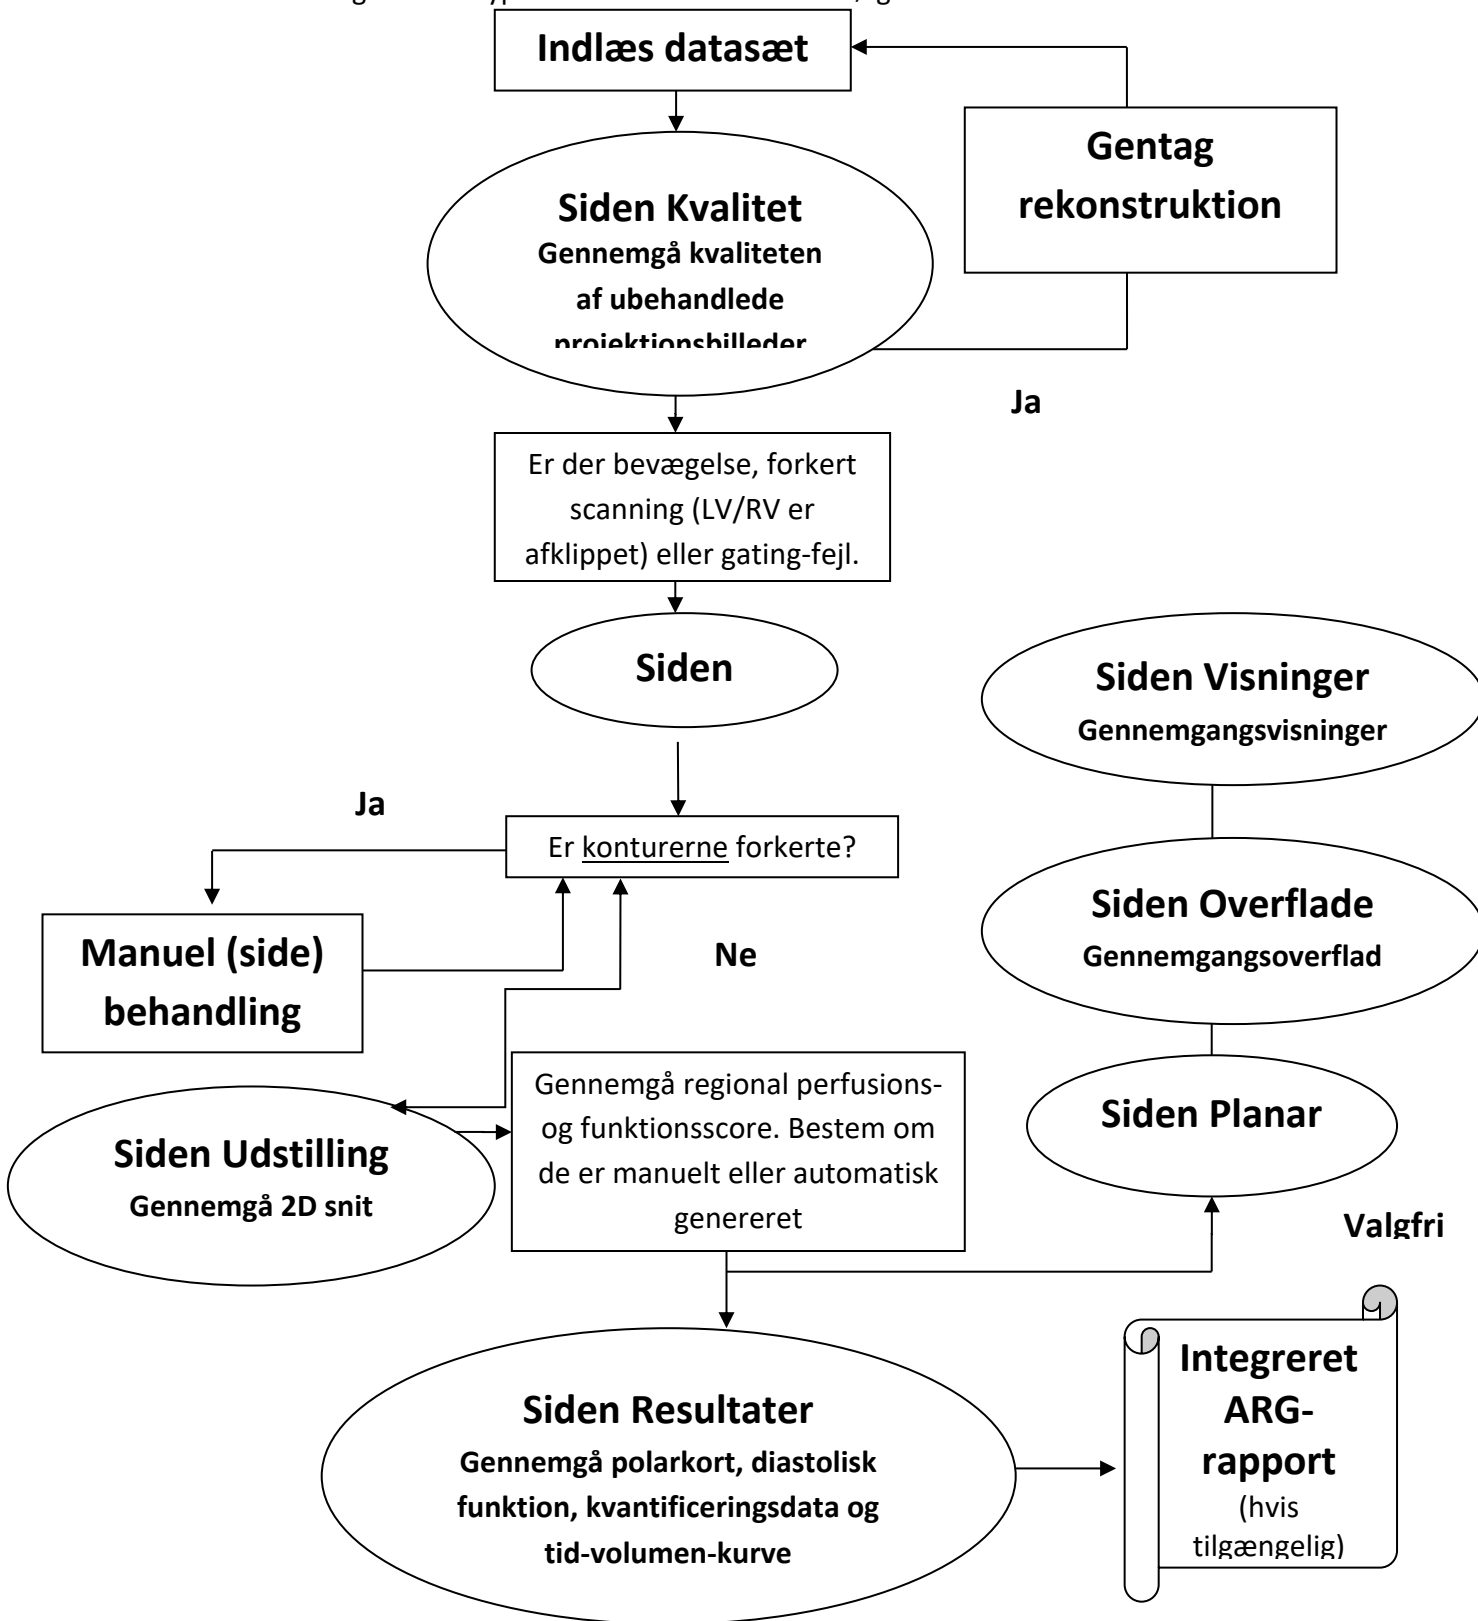 Indlæs datasæt
Gentag
rekonstruktion
Siden Kvalitet
Gennemgå kvaliteten
af ubehandlede
projektionsbilleder
Ja
Er der bevægelse, forkert
scanning (LV/RV er
afklippet) eller gating-fejl.
Siden
Siden Visninger
Gennemgangsvisninger
Ja
Er konturerne forkerte?
Siden Overflade
Gennemgangsoverflad
Manuel (side)
behandling
Ne
Gennemgå regional perfusions-
og funktionsscore. Bestem om
de er manuelt eller automatisk
genereret
Siden Planar
Siden Udstilling
Gennemgå 2D snit
Valgfri
Integreret
ARG-
rapport
(hvis
tilgængelig)
Siden Resultater
Gennemgå polarkort, diastolisk
funktion, kvantificeringsdata og
tid-volumen-kurve